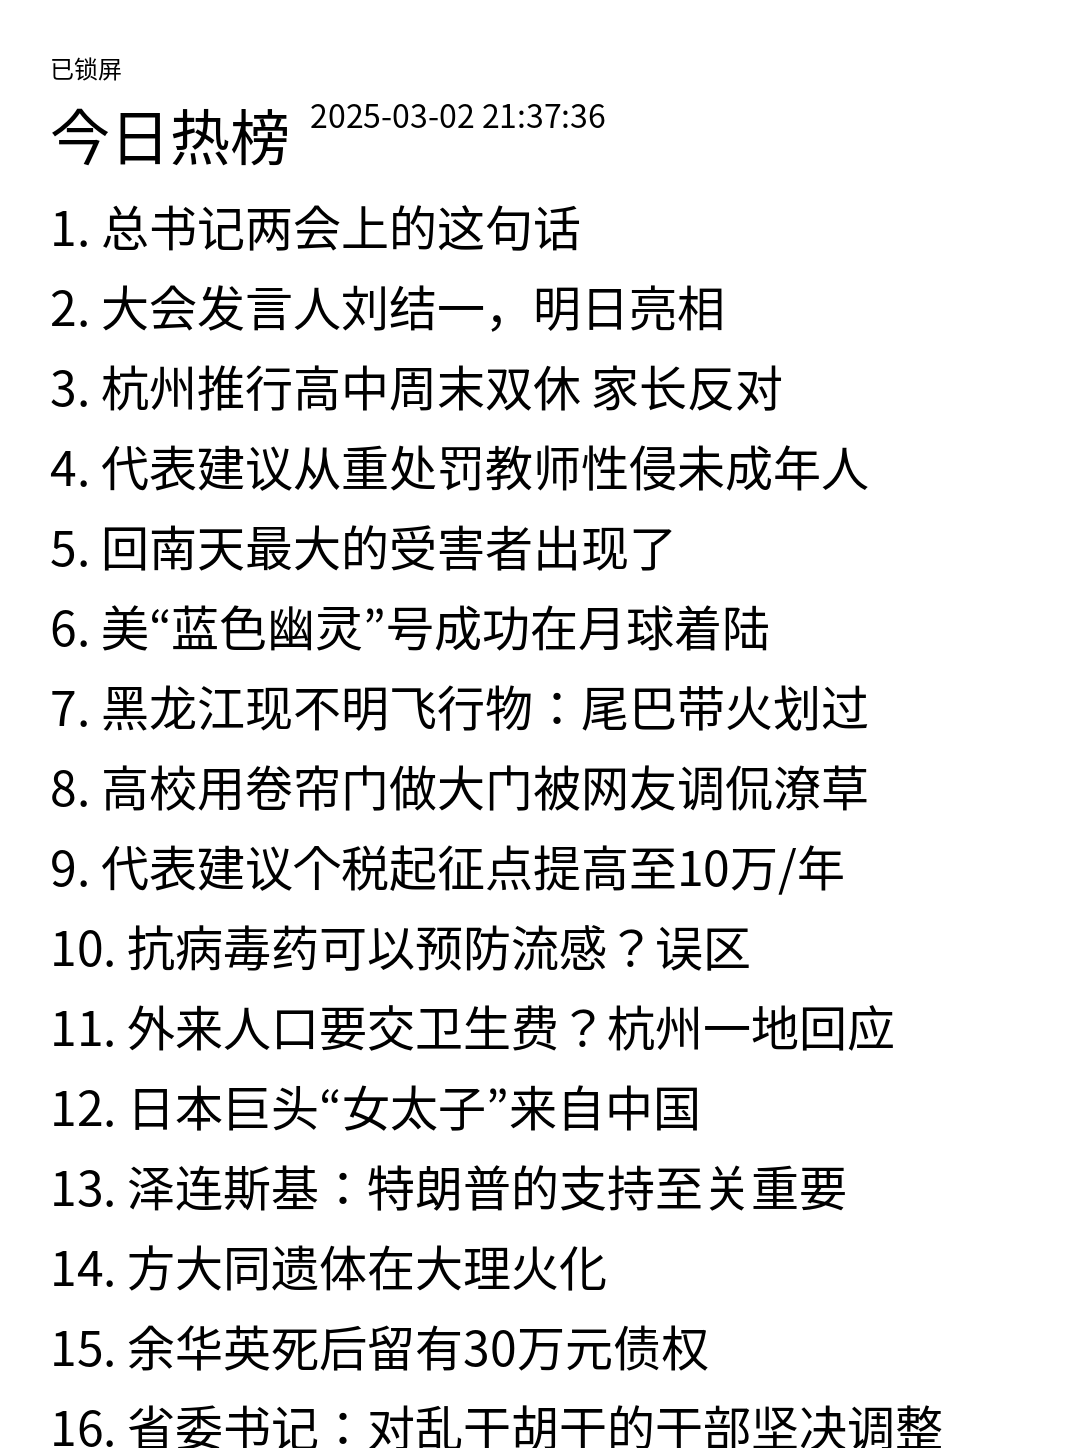 已锁屏
今日热榜 2025-03-02 21:37:36
1. 总书记两会上的这句话
2. 大会发言人刘结一，明日亮相
3. 杭州推行高中周末双休 家长反对
4. 代表建议从重处罚教师性侵未成年人
5. 回南天最大的受害者出现了
6. 美“蓝色幽灵”号成功在月球着陆
7. 黑龙江现不明飞行物：尾巴带火划过
8. 高校用卷帘门做大门被网友调侃潦草
9. 代表建议个税起征点提高至10万/年
10. 抗病毒药可以预防流感？误区
11. 外来人口要交卫生费？杭州一地回应
12. 日本巨头“女太子”来自中国
13. 泽连斯基：特朗普的支持至关重要
14. 方大同遗体在大理火化
15. 余华英死后留有30万元债权
16. 省委书记：对乱干胡干的干部坚决调整